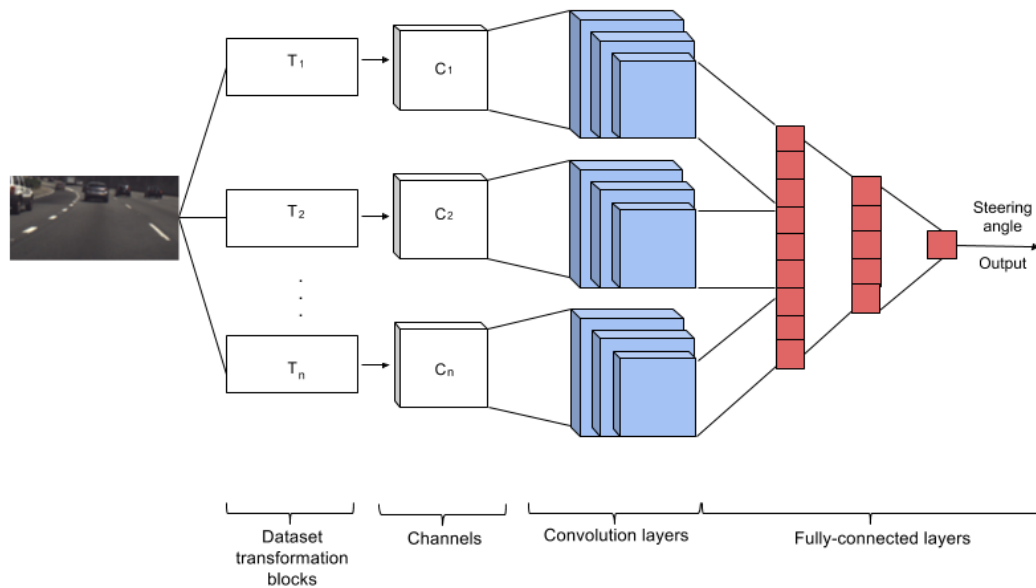 T1
C1
T2
C2
.
.
.
Tn
Cn
Steering
angle
Output
Dataset
transformation
blocks
Channels
Convolution layers
Fully-connected layers